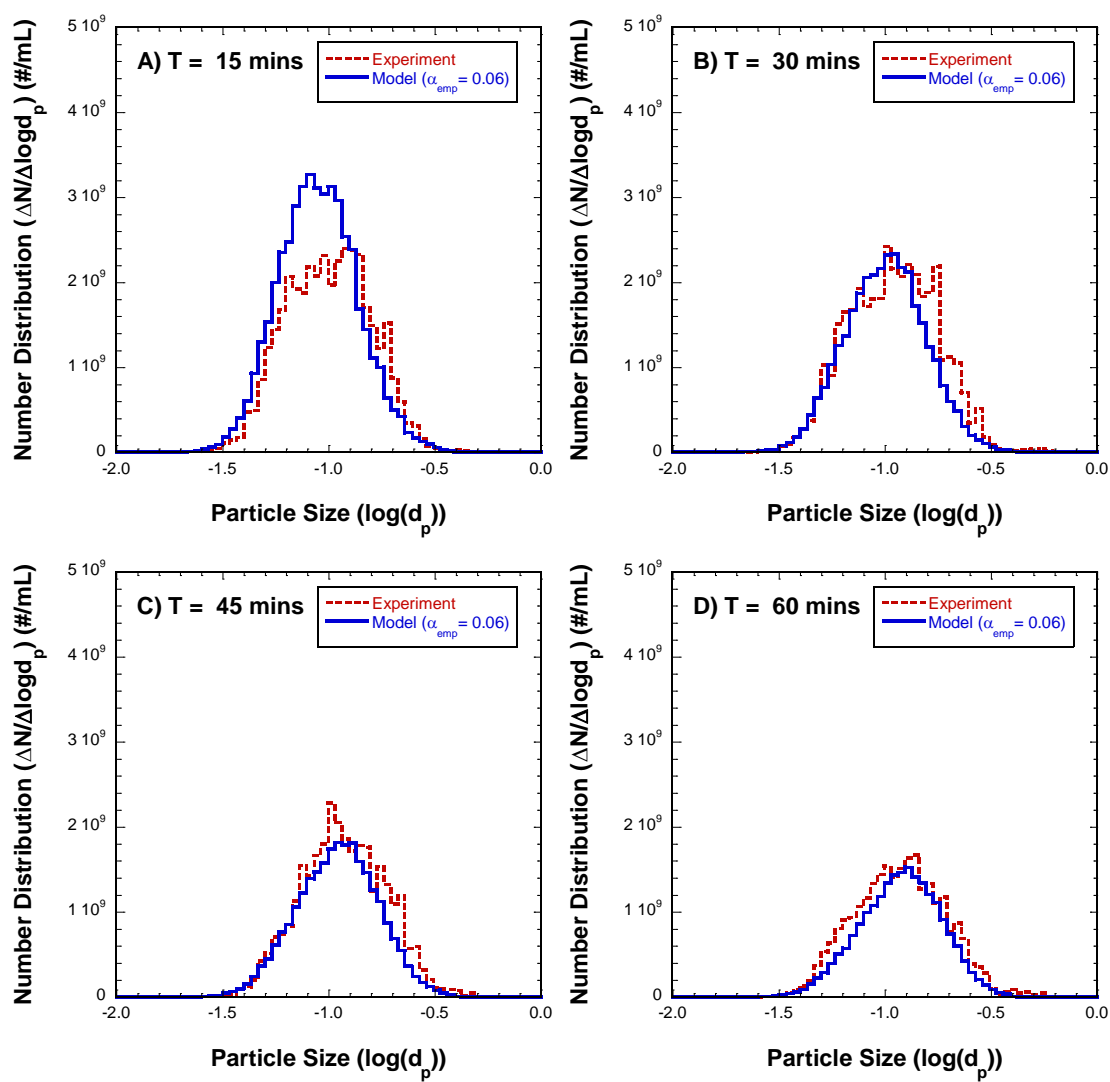 Number Distribution (ΔN/Δlogd_p) (#/mL)
5 10^9
4 10^9
3 10^9
2 10^9
1 10^9
0
A) T = 15 mins
Experiment
Model (α_emp= 0.06)
-2.0 -1.5 -1.0 -0.5 0.0
Particle Size (log(d_p))
Number Distribution (ΔN/Δlogd_p) (#/mL)
5 10^9
4 10^9
3 10^9
2 10^9
1 10^9
0
B) T = 30 mins
Experiment
Model (α_emp= 0.06)
-2.0 -1.5 -1.0 -0.5 0.0
Particle Size (log(d_p))
Number Distribution (ΔN/Δlogd_p) (#/mL)
5 10^9
4 10^9
3 10^9
2 10^9
1 10^9
0
C) T = 45 mins
Experiment
Model (α_emp= 0.06)
-2.0 -1.5 -1.0 -0.5 0.0
Particle Size (log(d_p))
Number Distribution (ΔN/Δlogd_p) (#/mL)
5 10^9
4 10^9
3 10^9
2 10^9
1 10^9
0
D) T = 60 mins
Experiment
Model (α_emp= 0.06)
-2.0 -1.5 -1.0 -0.5 0.0
Particle Size (log(d_p))